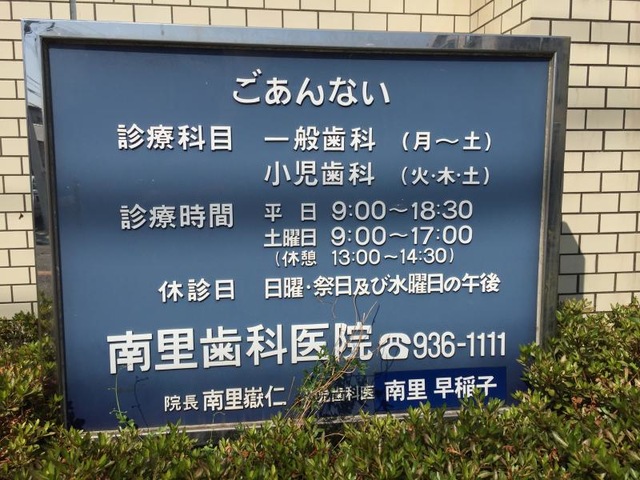 ごあんない
診療科目 一般歯科 (月〜土)
小児歯科 (火・木・土)
診療時間 平日 9:00〜18:30
土曜日 9:00〜17:00
(休憩 13:00〜14:30)
休診日 日曜・祭日及び水曜日の午後
南里歯科医院 ☎936-1111
院長 南里嶽仁 児歯科医 南里 早稲子